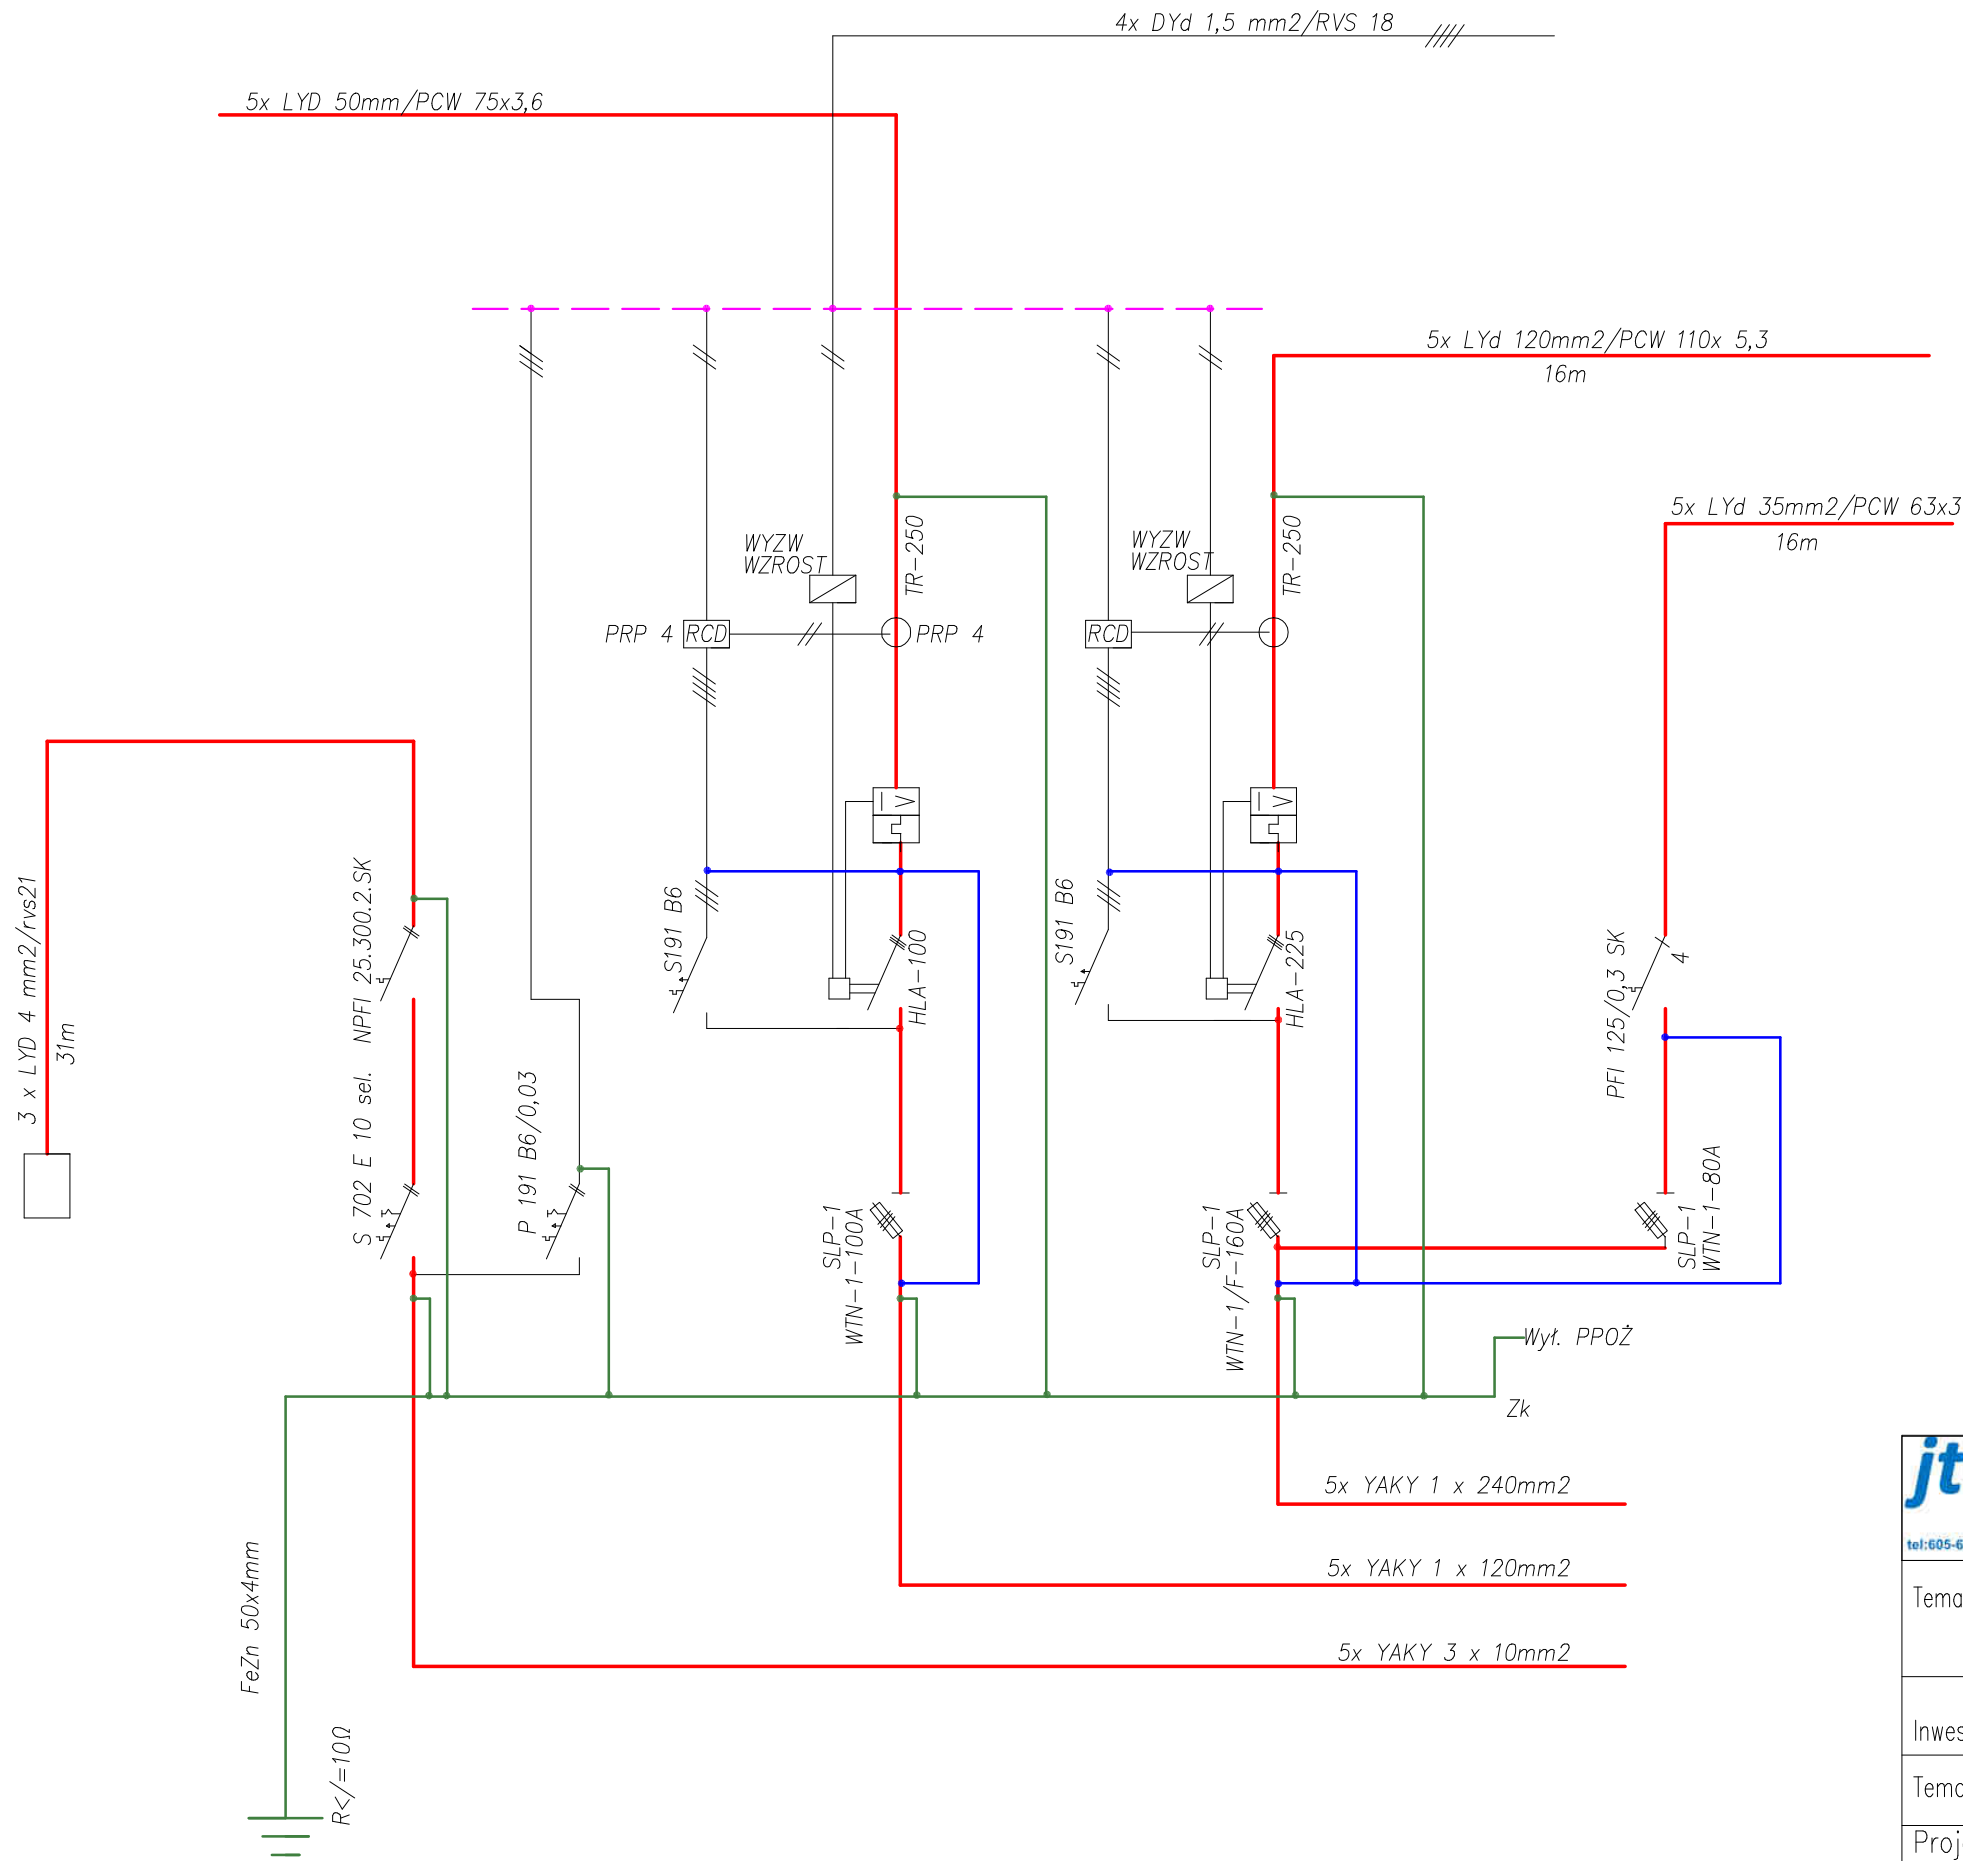 4x DYd 1,5 mm2/RVS 18
5x LYD 50mm/PCW 75x3,6
5x LYd 120mm2/PCW 110x 5,3
16m
5x LYd 35mm2/PCW 63x3
16m
WYZW
WZROST
TR-250
WYZW
WZROST
TR-250
PRP 4
RCD
PRP 4
RCD
V
V
3 x LYD 4 mm2/rvs21
31m
S 702 E 10 sel.
NPFI 25.300.2.SK
P 191 B6/0,03
S191 B6
HLA-100
S191 B6
HLA-225
PFI 125/0,3 SK
4
SLP-1
WTN-1-100A
SLP-1
WTN-1/F-160A
SLP-1
WTN-1-80A
Wył. PPOŻ
Zk
5x YAKY 1 x 240mm2
5x YAKY 1 x 120mm2
5x YAKY 3 x 10mm2
FeZn 50x4mm
R</=10Ω
jt
tel:605-6
Tema
Inwes
Tema
Proj